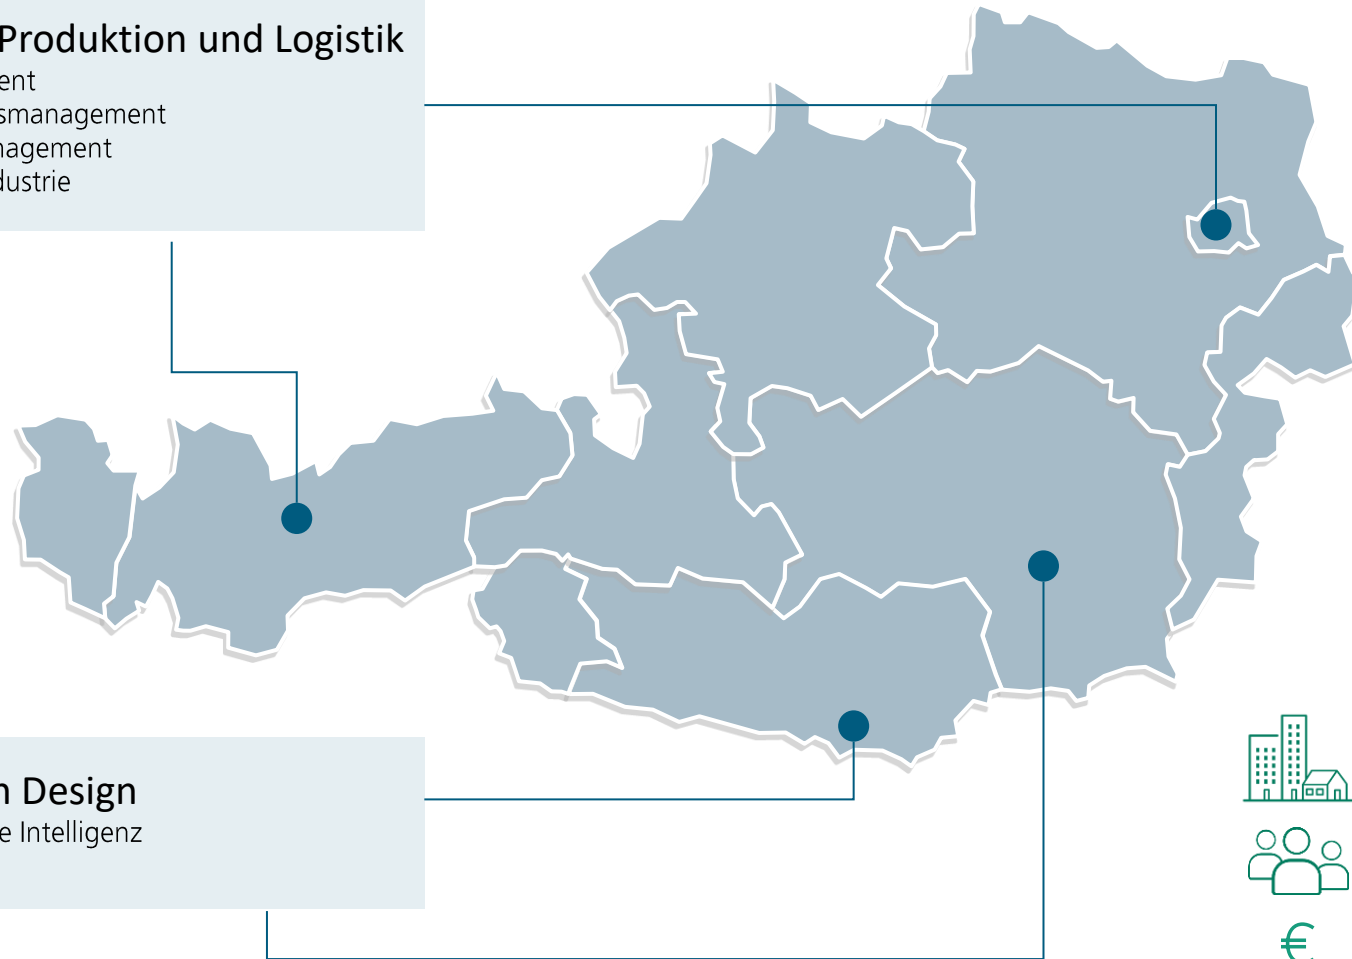 Produktion und Logistik
ent
smanagement
nagement
dustrie
n Design
e Intelligenz
€